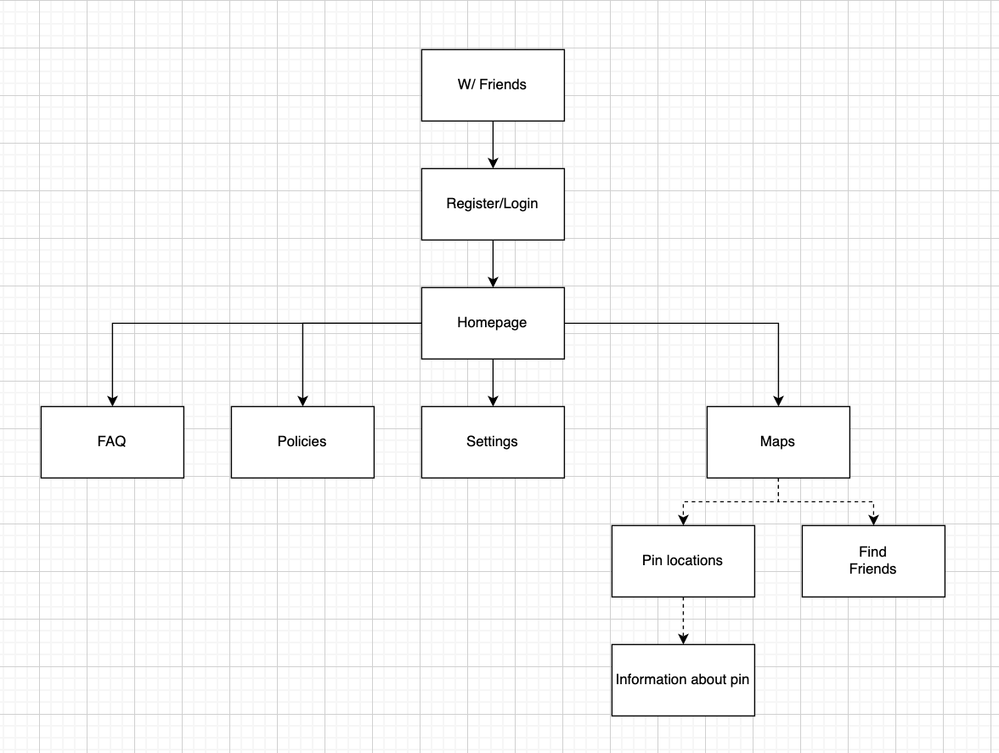 W/ Friends
Register/Login
Homepage
FAQ
Policies
Settings
Maps
Pin locations
Find
Friends
Information about pin